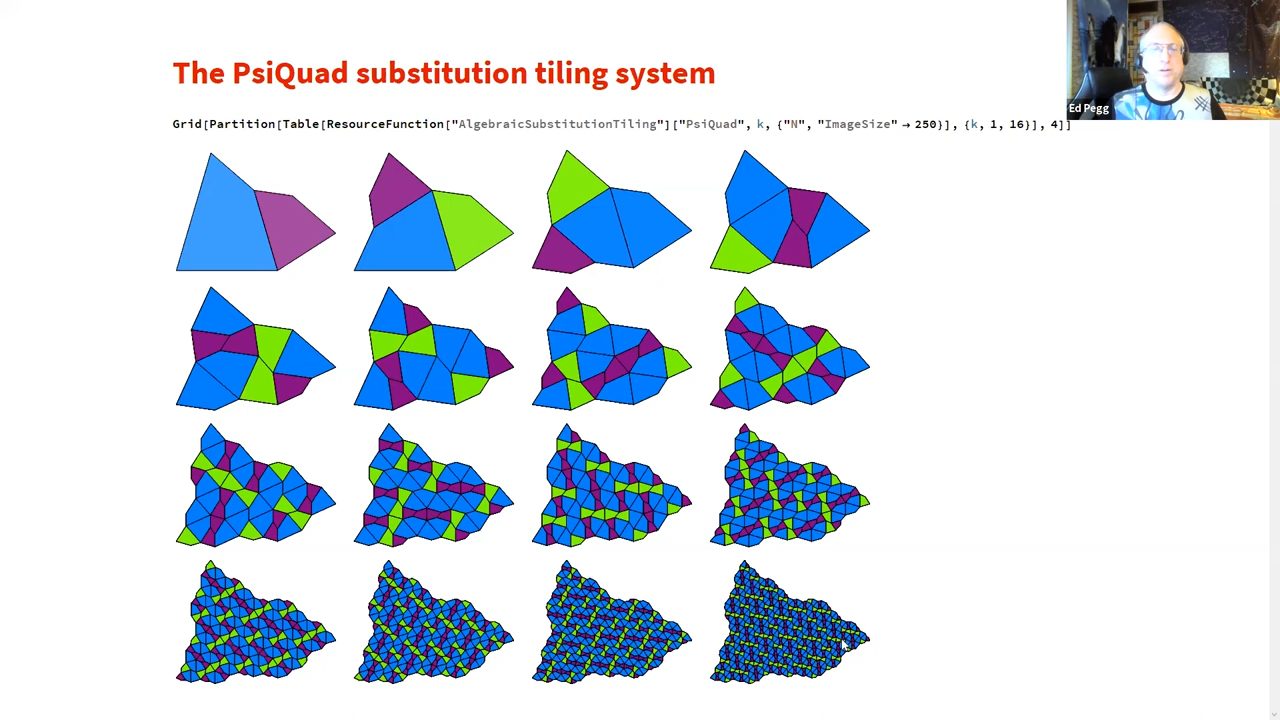 The PsiQuad substitution tiling system
Ed Pegg
Grid[Partition[Table[ResourceFunction["AlgebraicSubstitutionTiling"]["PsiQuad", k, {"N", "ImageSize" → 250}], {k, 1, 16}], 4]]